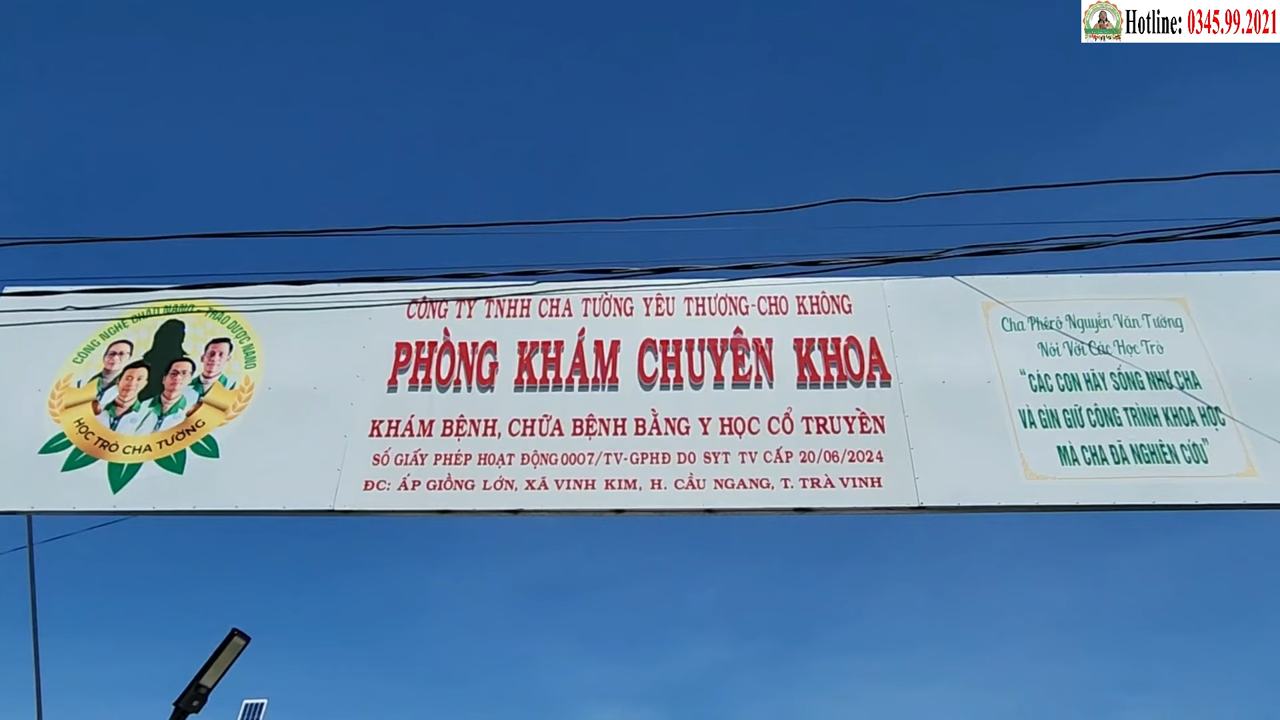 Hotline: 0345.99.2021
CÔNG NGHỆ CHÂU NANO - THẢO DƯỢC NANO
HỌC TRÒ CHA TƯỜNG
CÔNG TY TNHH CHA TƯỜNG YÊU THƯƠNG-CHO KHÔNG
PHÒNG KHÁM CHUYÊN KHOA
KHÁM BỆNH, CHỮA BỆNH BẰNG Y HỌC CỔ TRUYỀN
SỐ GIẤY PHÉP HOẠT ĐỘNG 0007/TV-GPHĐ DO SYT TV CẤP 20/06/2024
ĐC: ẤP GIỒNG LỚN, XÃ VINH KIM, H. CẦU NGANG, T. TRÀ VINH
Cha Phêrô Nguyễn Văn Tường
Nói Với Các Học Trò
“CÁC CON HÃY SỐNG NHƯ CHA
VÀ GÌN GIỮ CÔNG TRÌNH KHOA HỌC
MÀ CHA ĐÃ NGHIÊN CỨU”